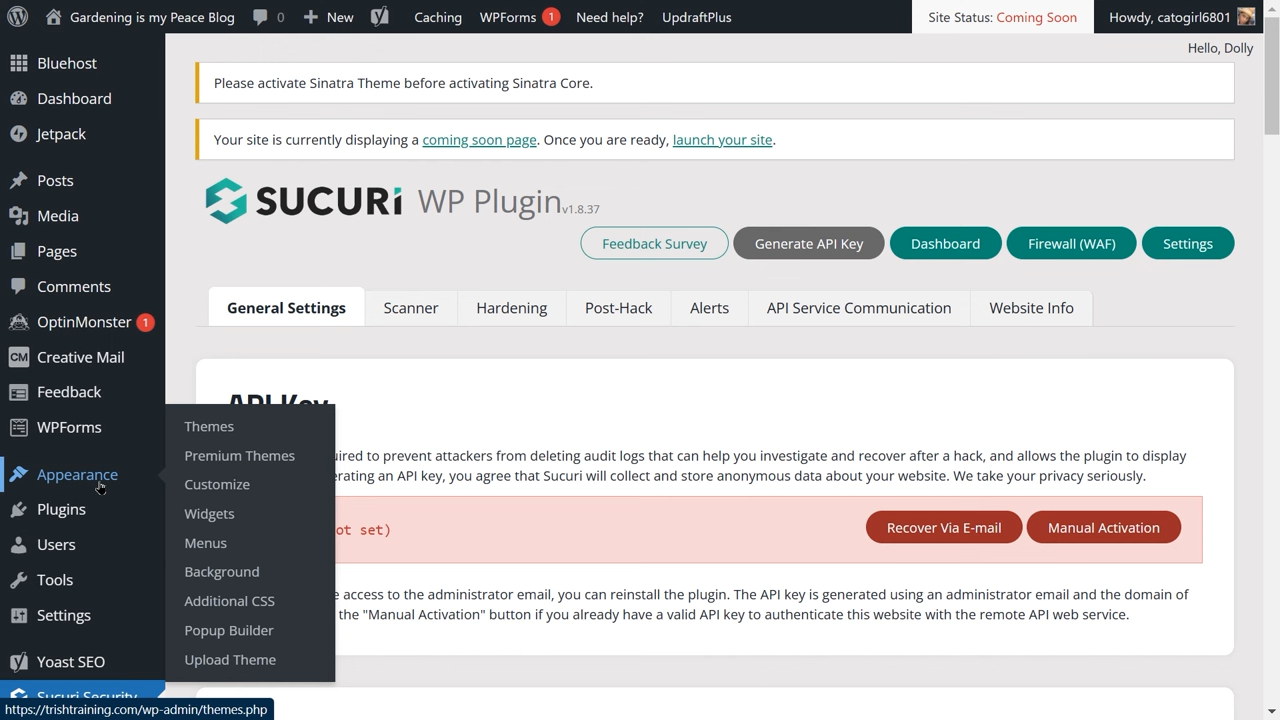 Gardening is my Peace Blog
0
New
Caching
WPForms 1
Need help?
UpdraftPlus
Site Status: Coming Soon
Howdy, catogirl6801
Hello, Dolly
Bluehost
Dashboard
Jetpack
Posts
Media
Pages
Comments
OptinMonster 1
CM Creative Mail
Feedback
WPForms
Appearance
Plugins
Users
Tools
Settings
Yoast SEO
Sucuri Security
Themes
Premium Themes
Customize
Widgets
Menus
Background
Additional CSS
Popup Builder
Upload Theme
Please activate Sinatra Theme before activating Sinatra Core.
Your site is currently displaying a coming soon page. Once you are ready, launch your site.
SUCURi WP Plugin v1.8.37
Feedback Survey
Generate API Key
Dashboard
Firewall (WAF)
Settings
General Settings
Scanner
Hardening
Post-Hack
Alerts
API Service Communication
Website Info
API Key
uired to prevent attackers from deleting audit logs that can help you investigate and recover after a hack, and allows the plugin to display
erating an API key, you agree that Sucuri will collect and store anonymous data about your website. We take your privacy seriously.
ot set)
Recover Via E-mail
Manual Activation
e access to the administrator email, you can reinstall the plugin. The API key is generated using an administrator email and the domain of
the "Manual Activation" button if you already have a valid API key to authenticate this website with the remote API web service.
https://trishtraining.com/wp-admin/themes.php